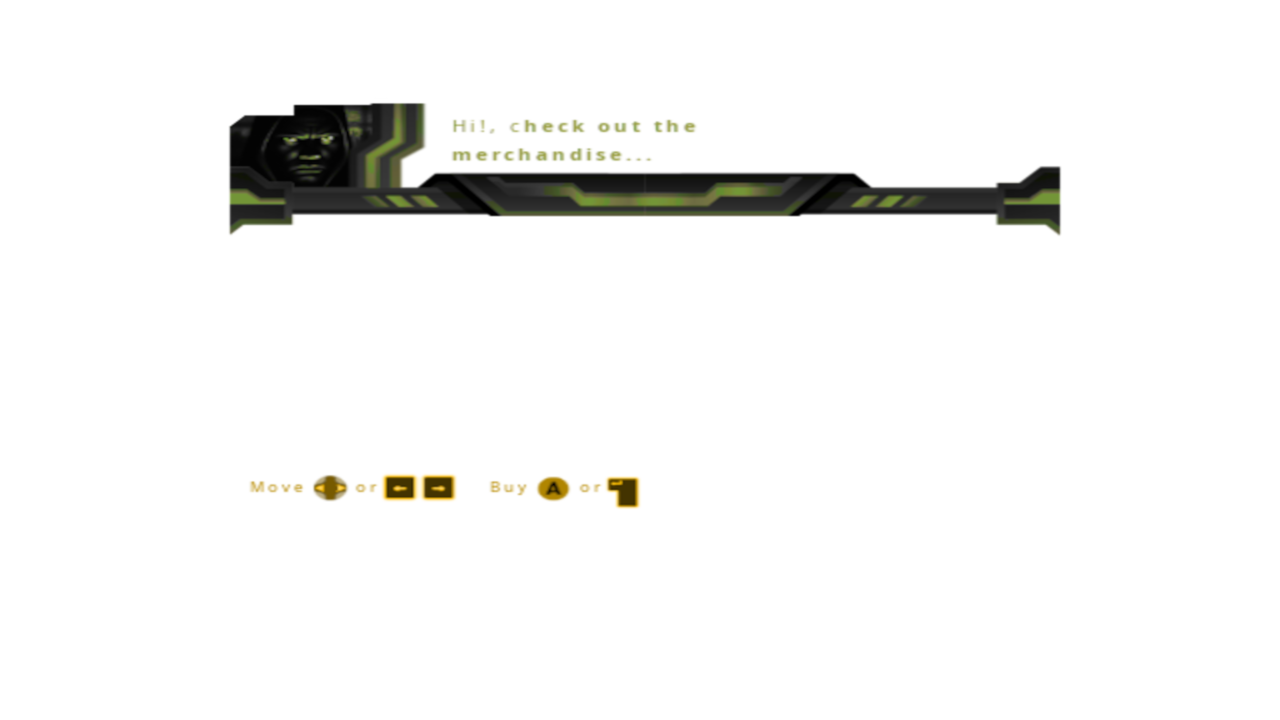 Hi!, check out the
merchandise...
Move or ← → Buy A or